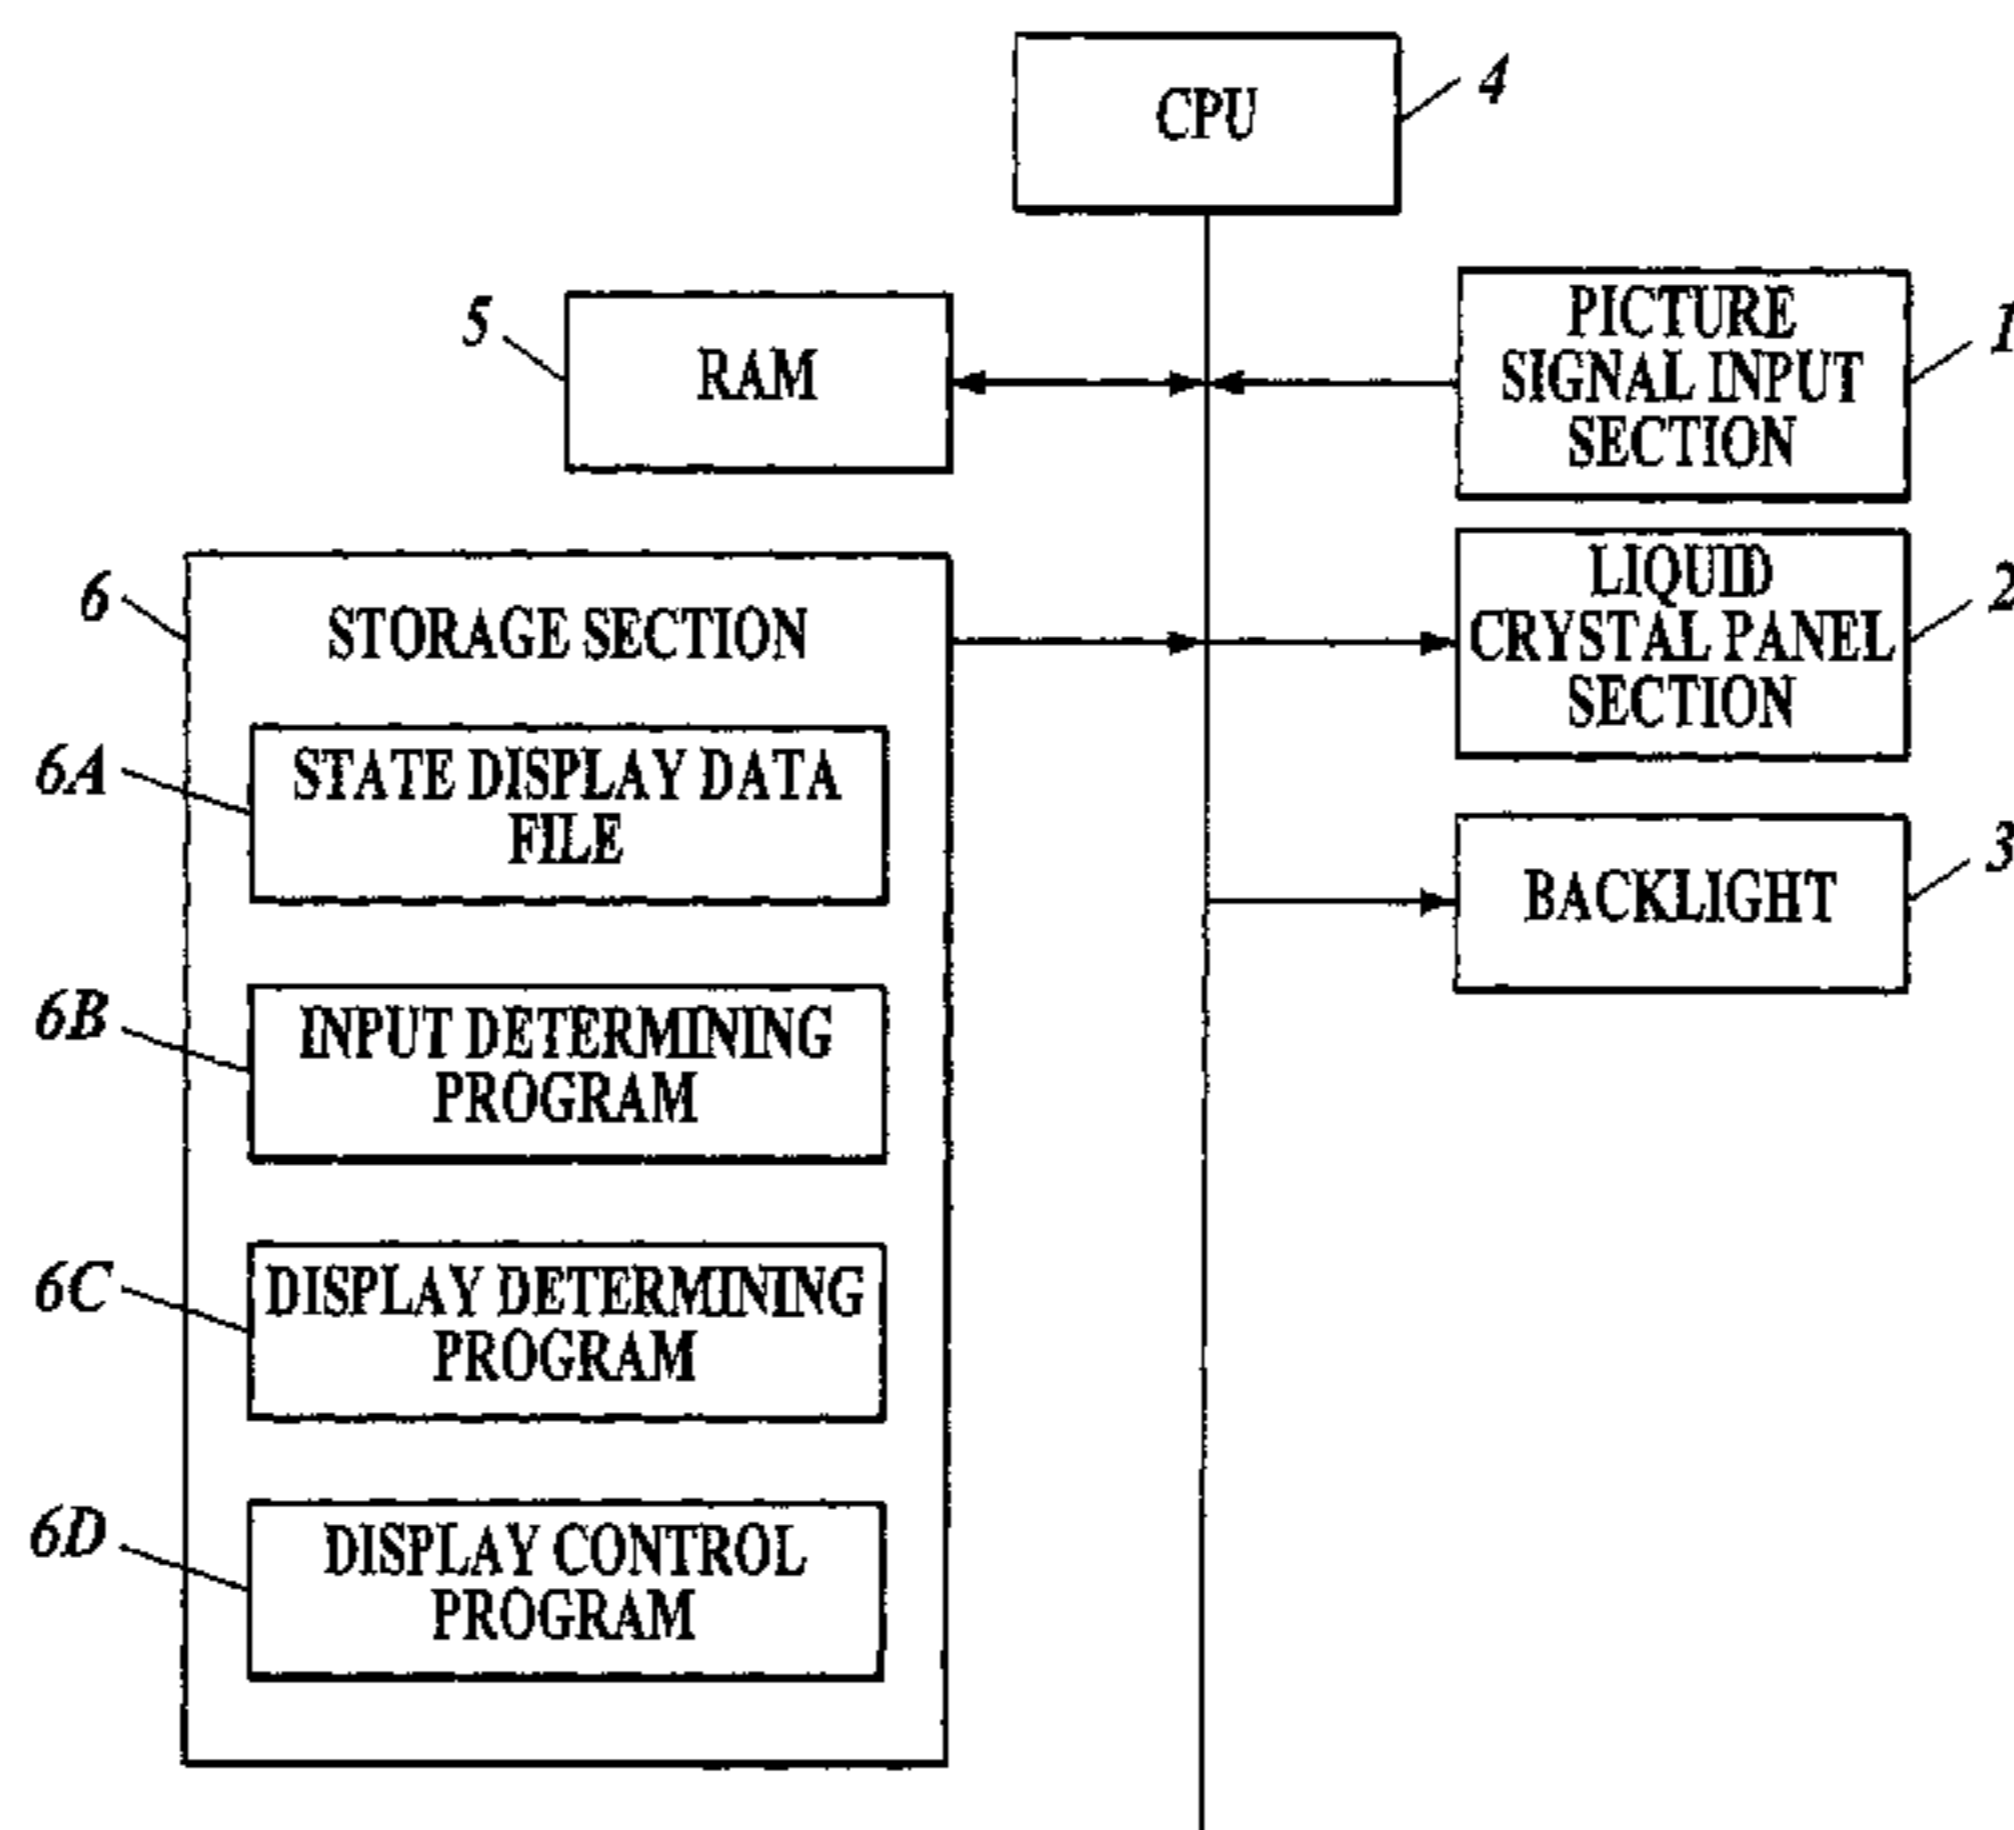 CPU
4
5
RAM
PICTURE
SIGNAL INPUT
SECTION
1
6
STORAGE SECTION
LIQUID
CRYSTAL PANEL
SECTION
2
6A
STATE DISPLAY DATA
FILE
BACKLIGHT
3
6B
INPUT DETERMINING
PROGRAM
6C
DISPLAY DETERMINING
PROGRAM
6D
DISPLAY CONTROL
PROGRAM